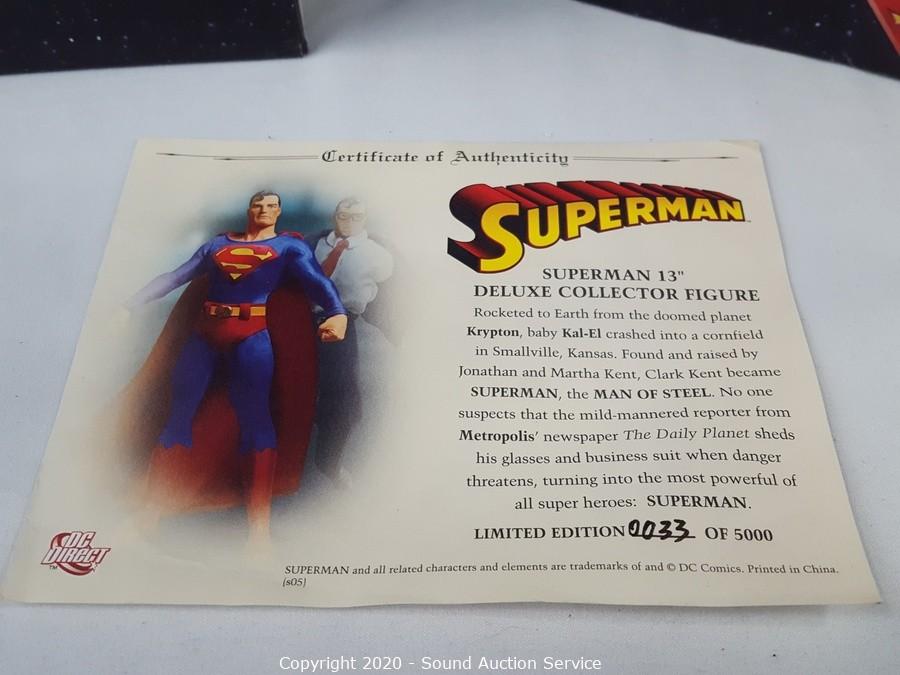 Certificate of Authenticity
SUPERMAN
SUPERMAN 13"
DELUXE COLLECTOR FIGURE
Rocketed to Earth from the doomed planet
Krypton, baby Kal-El crashed into a cornfield
in Smallville, Kansas. Found and raised by
Jonathan and Martha Kent, Clark Kent became
SUPERMAN, the MAN OF STEEL. No one
suspects that the mild-mannered reporter from
Metropolis' newspaper The Daily Planet sheds
his glasses and business suit when danger
threatens, turning into the most powerful of
all super heroes: SUPERMAN.
LIMITED EDITION 0033 OF 5000
DC
DIRECT
TM
SUPERMAN and all related characters and elements are trademarks of and © DC Comics. Printed in China.
(s05)
Copyright 2020 - Sound Auction Service